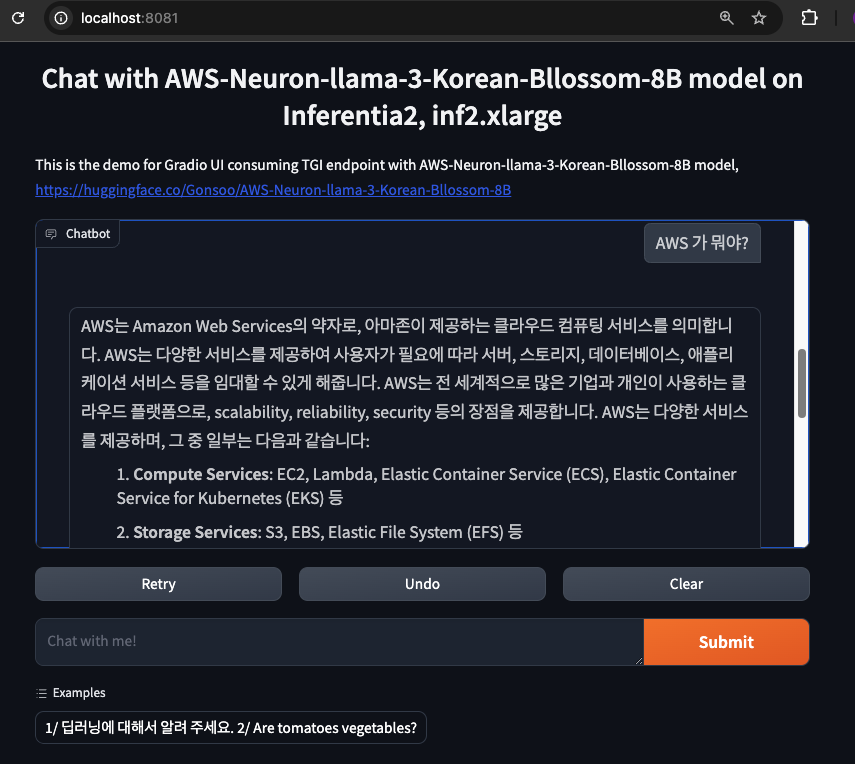 localhost:8081
Chat with AWS-Neuron-llama-3-Korean-Bllossom-8B model on
Inferentia2, inf2.xlarge
This is the demo for Gradio UI consuming TGI endpoint with AWS-Neuron-llama-3-Korean-Bllossom-8B model,
https://huggingface.co/Gonsoo/AWS-Neuron-llama-3-Korean-Bllossom-8B
Chatbot
AWS 가 뭐야?
AWS는 Amazon Web Services의 약자로, 아마존이 제공하는 클라우드 컴퓨팅 서비스를 의미합니
다. AWS는 다양한 서비스를 제공하여 사용자가 필요에 따라 서버, 스토리지, 데이터베이스, 애플리
케이션 서비스 등을 임대할 수 있게 해줍니다. AWS는 전 세계적으로 많은 기업과 개인이 사용하는 클
라우드 플랫폼으로, scalability, reliability, security 등의 장점을 제공합니다. AWS는 다양한 서비스
를 제공하며, 그 중 일부는 다음과 같습니다:
1. Compute Services: EC2, Lambda, Elastic Container Service (ECS), Elastic Container
Service for Kubernetes (EKS) 등
2. Storage Services: S3, EBS, Elastic File System (EFS) 등
Retry
Undo
Clear
Chat with me!
Submit
Examples
1/ 딥러닝에 대해서 알려 주세요. 2/ Are tomatoes vegetables?